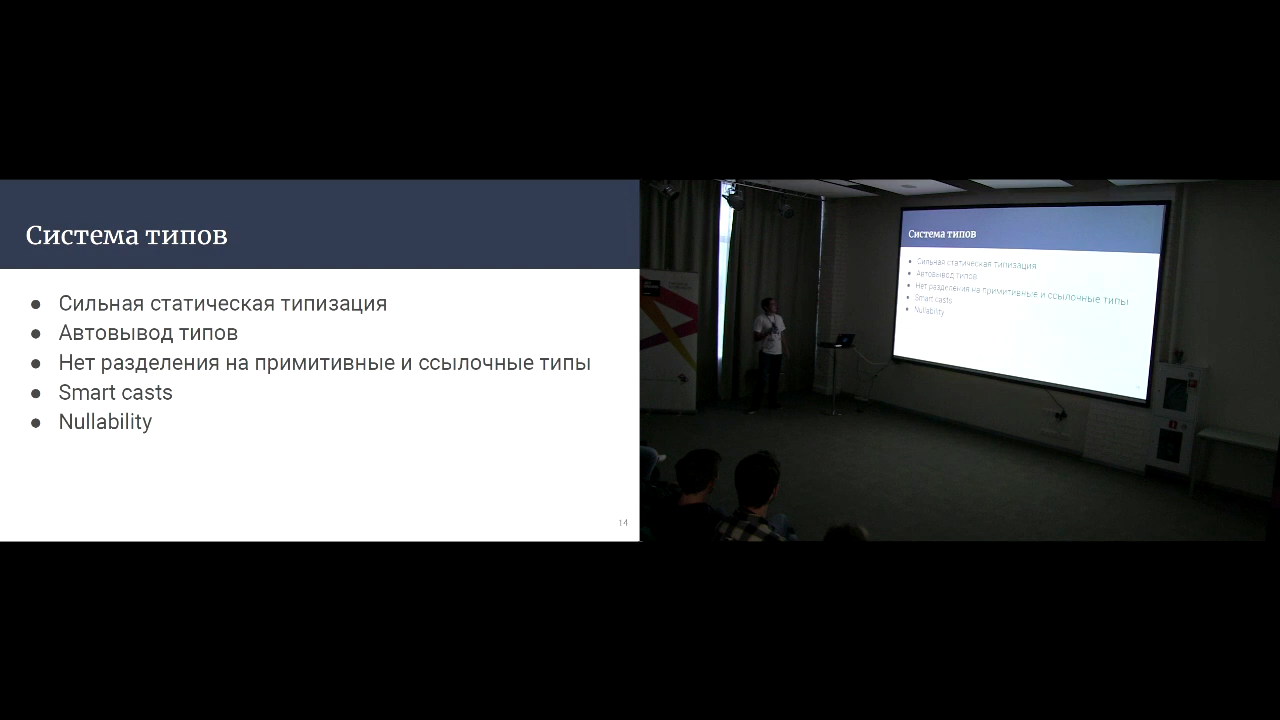 Система типов
● Сильная статическая типизация
● Автовывод типов
● Нет разделения на примитивные и ссылочные типы
● Smart casts
● Nullability
14
Система типов
● Сильная статическая типизация
● Автовывод типов
● Нет разделения на примитивные и ссылочные типы
● Smart casts
● Nullability